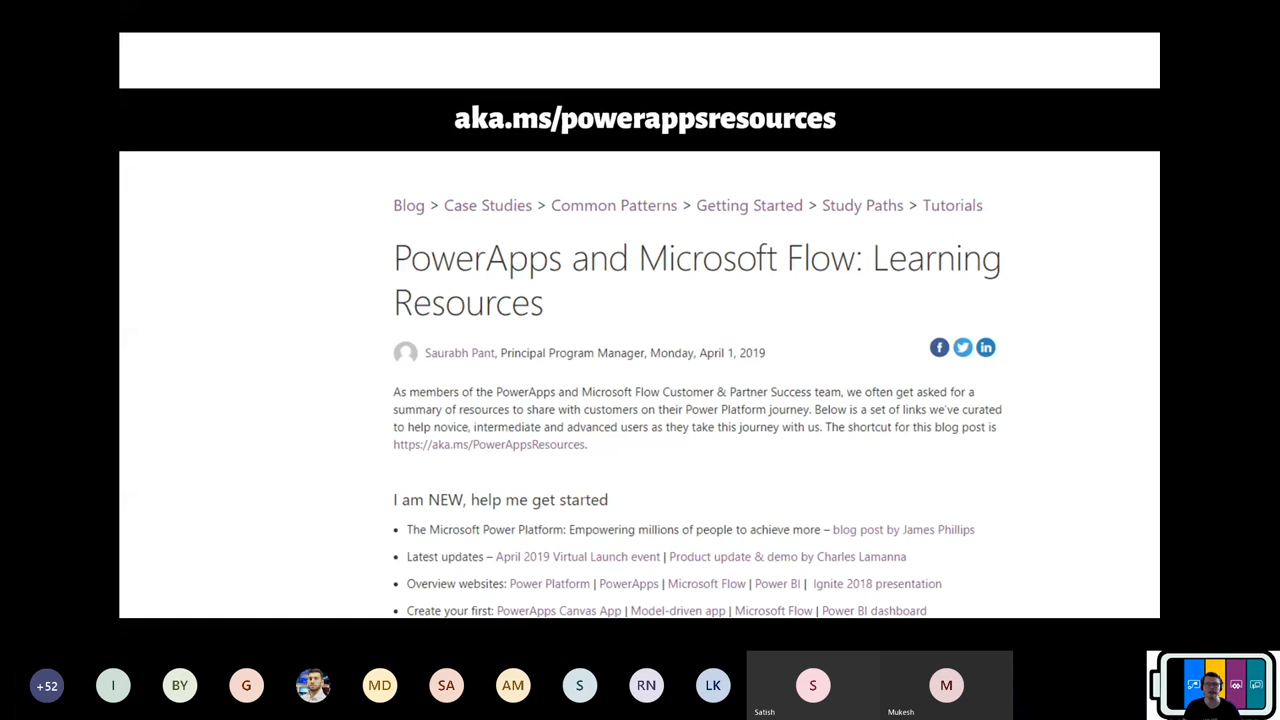 aka.ms/powerappsresources
Blog > Case Studies > Common Patterns > Getting Started > Study Paths > Tutorials
PowerApps and Microsoft Flow: Learning
Resources
Saurabh Pant, Principal Program Manager, Monday, April 1, 2019
As members of the PowerApps and Microsoft Flow Customer & Partner Success team, we often get asked for a
summary of resources to share with customers on their Power Platform journey. Below is a set of links we've curated
to help novice, intermediate and advanced users as they take this journey with us. The shortcut for this blog post is
https://aka.ms/PowerAppsResources.
I am NEW, help me get started
• The Microsoft Power Platform: Empowering millions of people to achieve more – blog post by James Phillips
• Latest updates – April 2019 Virtual Launch event | Product update & demo by Charles Lamanna
• Overview websites: Power Platform | PowerApps | Microsoft Flow | Power BI | Ignite 2018 presentation
• Create your first: PowerApps Canvas App | Model-driven app | Microsoft Flow | Power BI dashboard
+52 I BY G MD SA AM S RN LK S M
Satish Mukesh